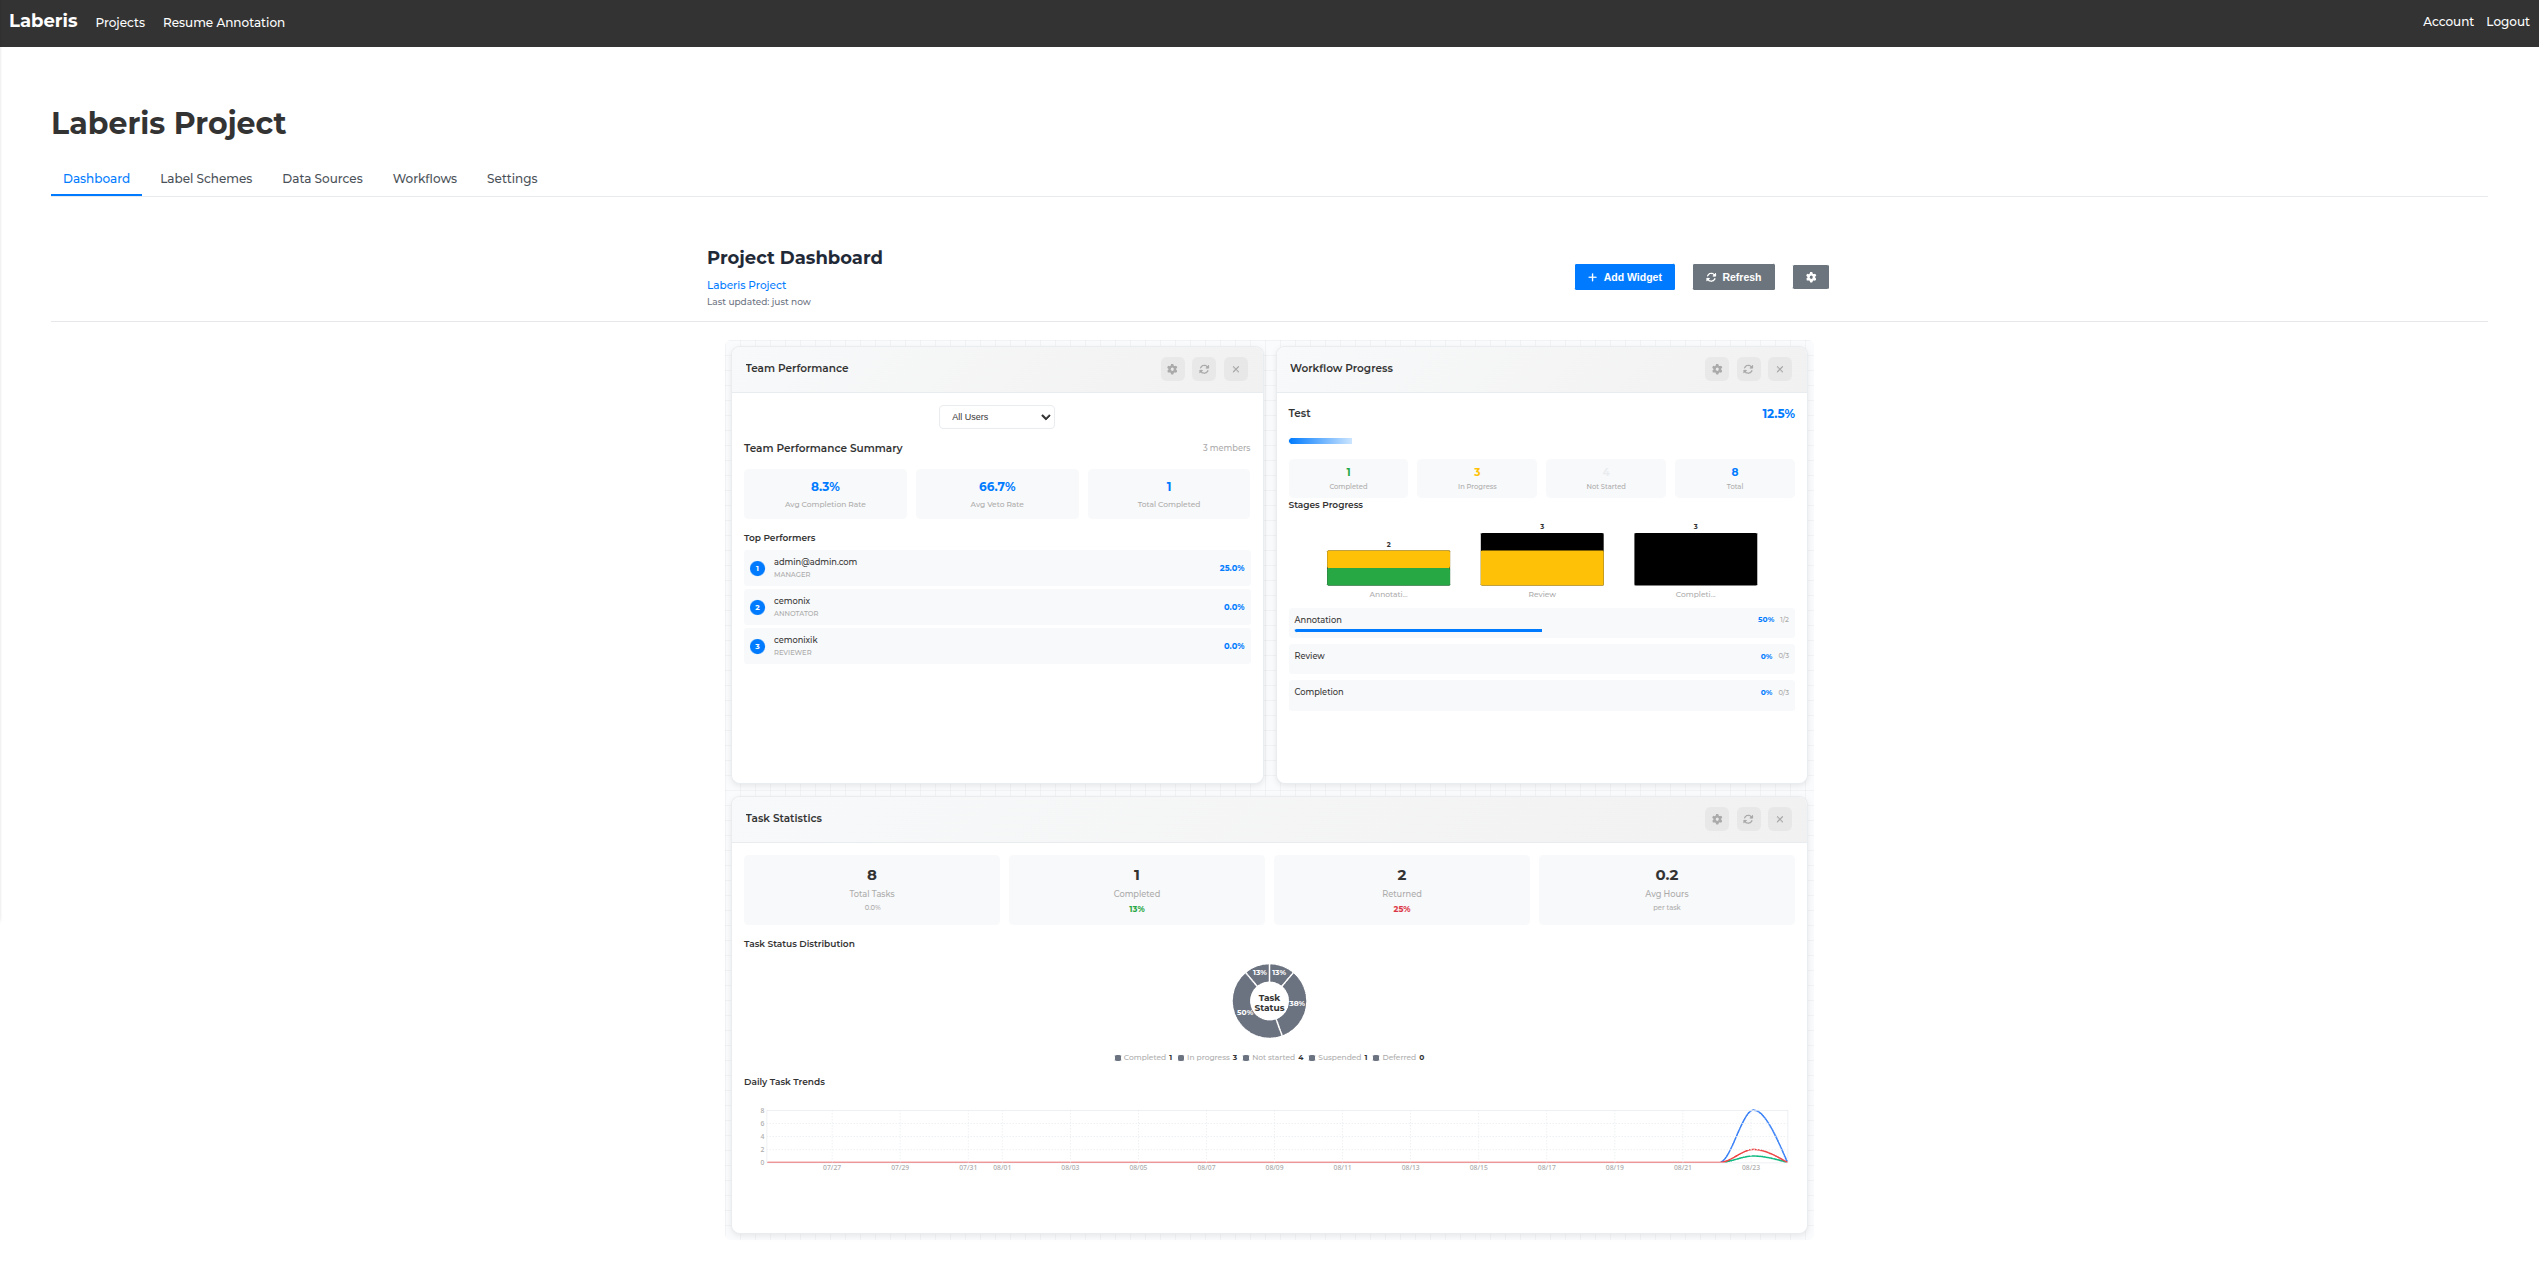 Laberis Projects Resume Annotation Account Logout
Laberis Project
Dashboard Label Schemes Data Sources Workflows Settings
Project Dashboard
Laberis Project
Last updated: just now
+ Add Widget Refresh
Team Performance
All Users
Team Performance Summary 3 members
8.3% 66.7% 1
Avg Completion Rate Avg Veto Rate Total Completed
Top Performers
1 admin@admin.com 25.0%
MANAGER
2 cemonix 0.0%
ANNOTATOR
3 cemonixik 0.0%
REVIEWER
Workflow Progress
Test 12.5%
1 3 4 8
Completed In Progress Not Started Total
Stages Progress
2 3 3
Annotati... Review Completi...
Annotation 50% 1/2
Review 0% 0/3
Completion 0% 0/3
Task Statistics
8 1 2 0.2
Total Tasks Completed Returned Avg Hours
0.0% 13% 25% per task
Task Status Distribution
13% 13%
38%
50%
Task
Status
Completed 1 In progress 3 Not started 4 Suspended 1 Deferred 0
Daily Task Trends
8
6
4
2
0
07/27 07/29 07/31 08/01 08/03 08/05 08/07 08/09 08/11 08/13 08/15 08/17 08/19 08/21 08/23